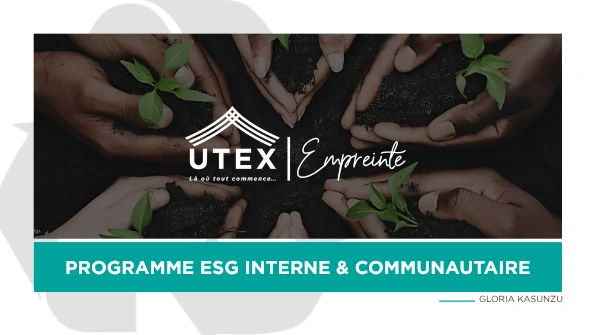 UTEX
Là où tout commence...
Empreinte
PROGRAMME ESG INTERNE & COMMUNAUTAIRE
GLORIA KASUNZU